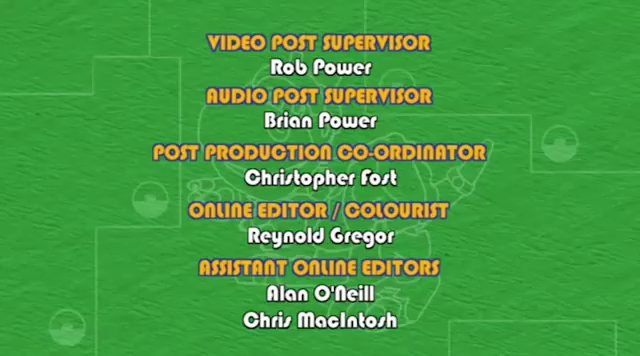 VIDEO POST SUPERVISOR
Rob Power
AUDIO POST SUPERVISOR
Brian Power
POST PRODUCTION CO-ORDINATOR
Christopher Fost
ONLINE EDITOR / COLOURIST
Reynold Gregor
ASSISTANT ONLINE EDITORS
Alan O'Neill
Chris MacIntosh